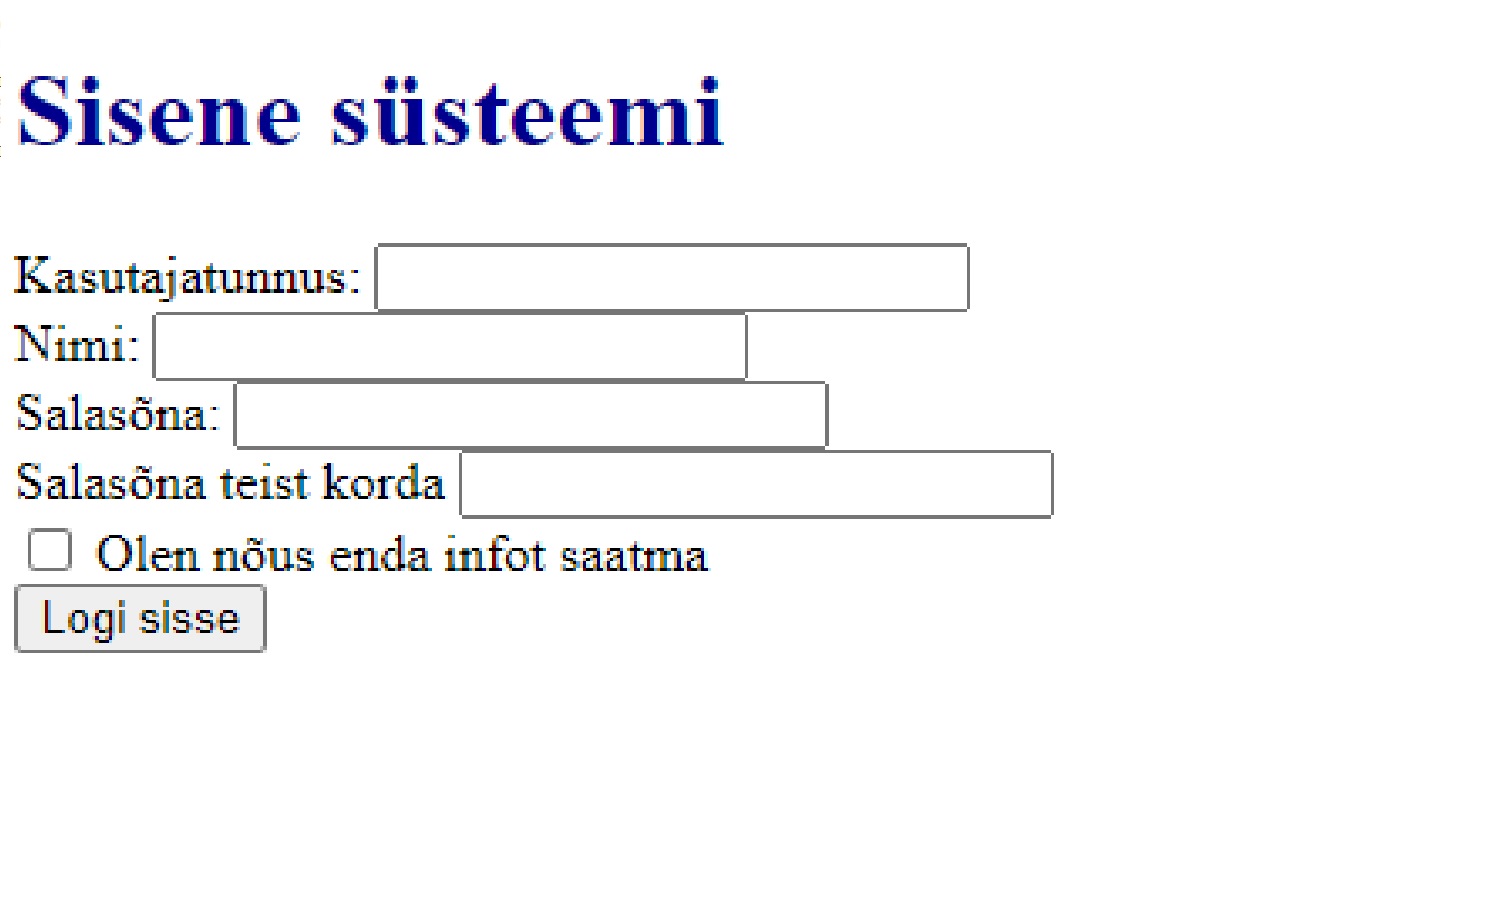 Sisene süsteemi
Kasutajatunnus:
Nimi:
Salasõna:
Salasõna teist korda
Olen nõus enda infot saatma
Logi sisse